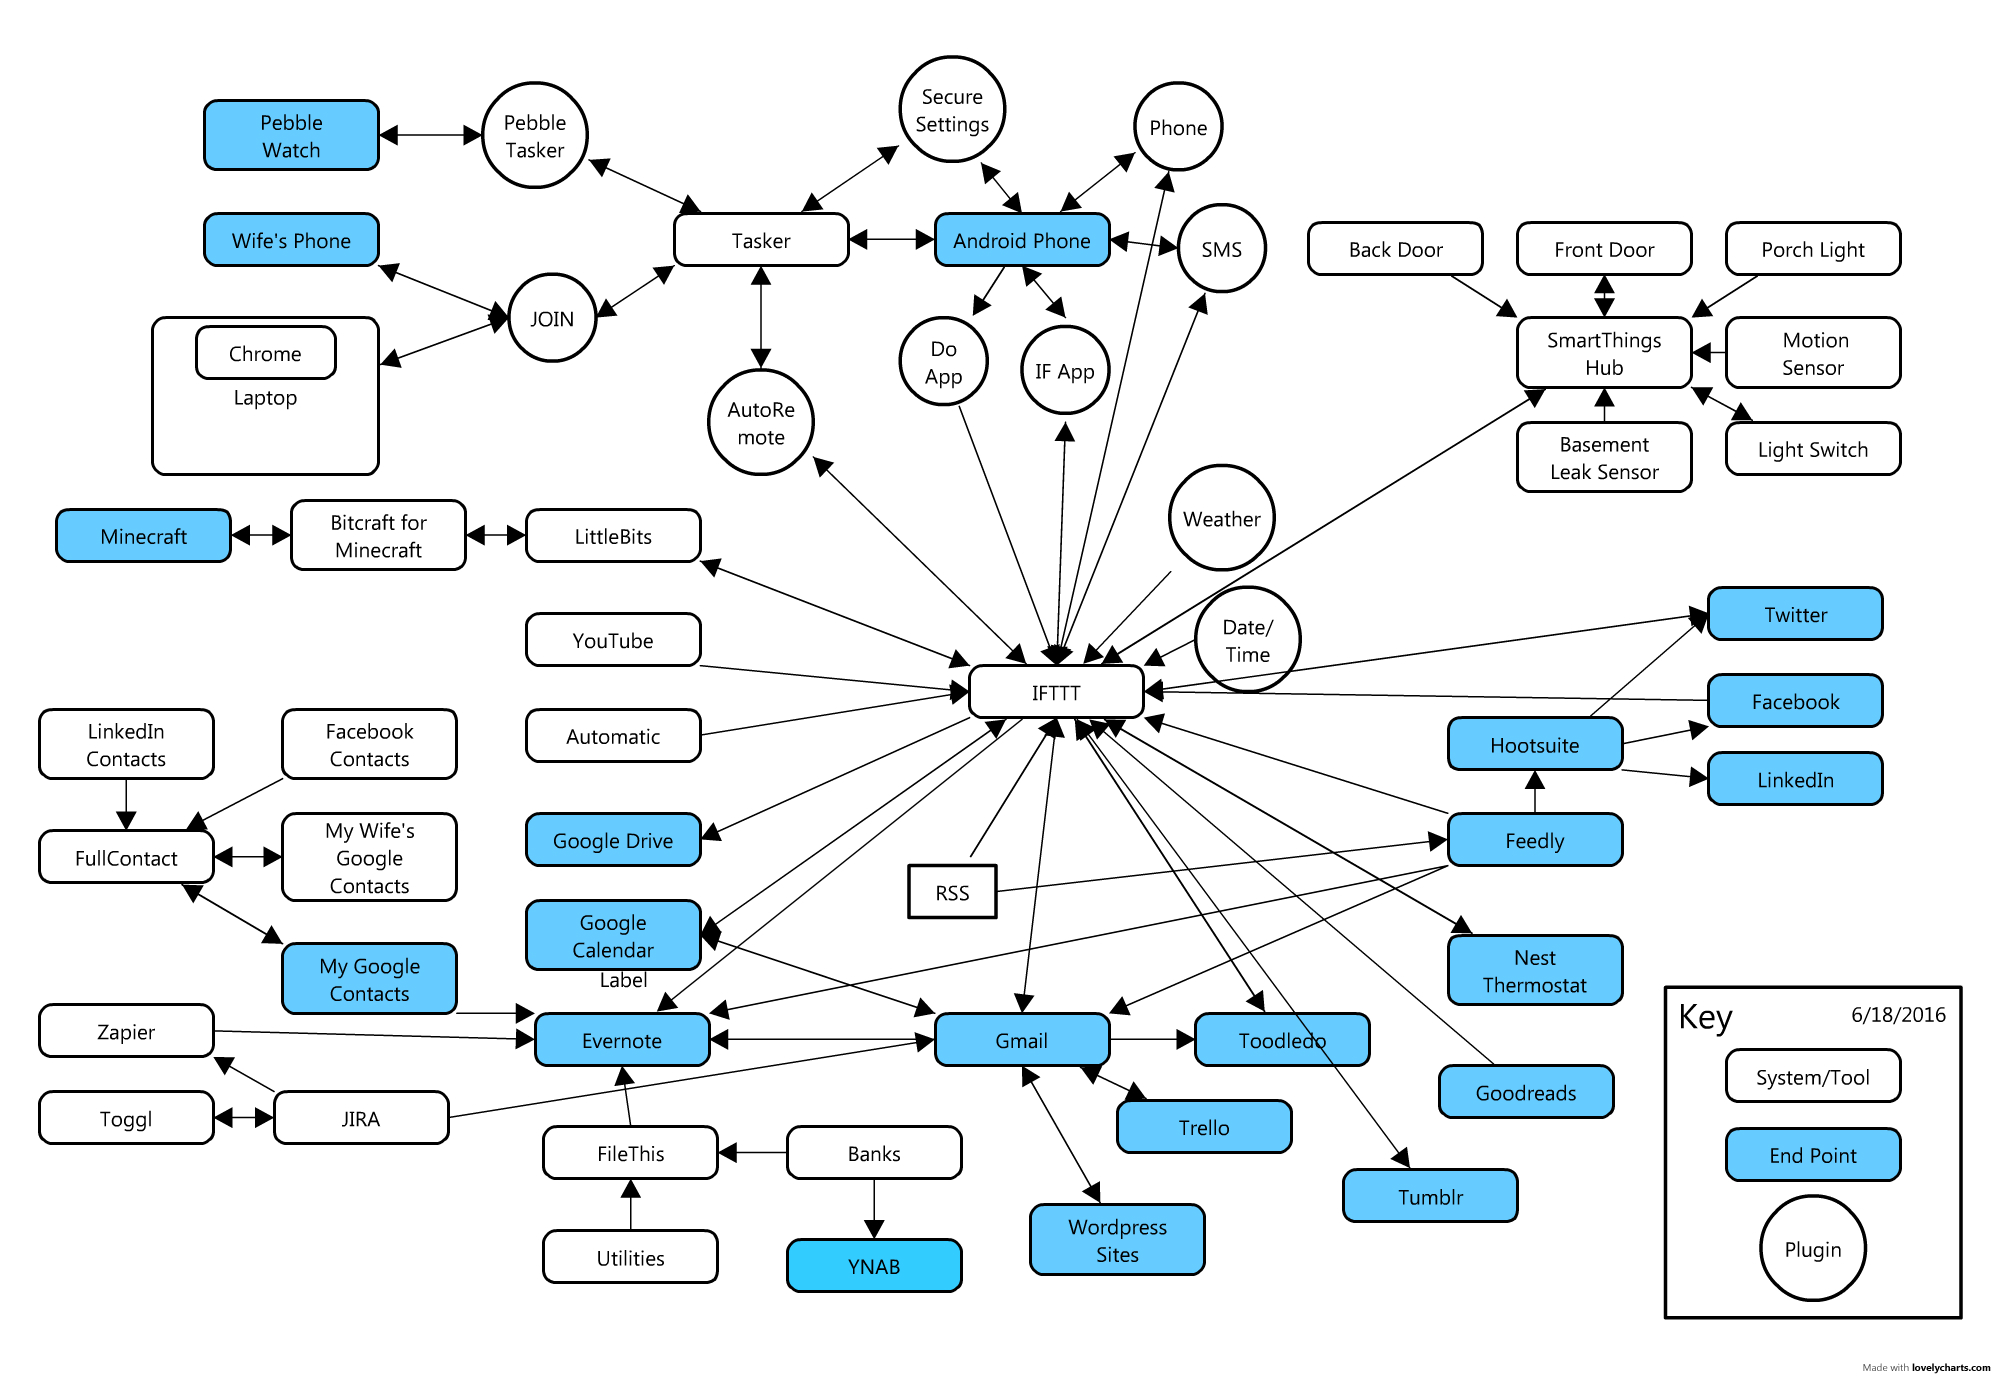 Pebble
Watch
Pebble
Tasker
Secure
Settings
Phone
Wife's Phone
Tasker
Android Phone
SMS
Back Door
Front Door
Porch Light
JOIN
Chrome
Laptop
Do
App
IF App
SmartThings
Hub
Motion
Sensor
AutoRe
mote
Basement
Leak Sensor
Light Switch
Minecraft
Bitcraft for
Minecraft
LittleBits
Weather
YouTube
Date/
Time
Twitter
IFTTT
Facebook
LinkedIn
Contacts
Facebook
Contacts
Automatic
Hootsuite
LinkedIn
FullContact
My Wife's
Google
Contacts
Google Drive
Feedly
RSS
Google
Calendar
Label
My Google
Contacts
Nest
Thermostat
Zapier
Evernote
Gmail
Toodledo
Toggl
JIRA
Goodreads
FileThis
Banks
Trello
Tumblr
Utilities
YNAB
Wordpress
Sites
Key
6/18/2016
System/Tool
End Point
Plugin
Made with lovelycharts.com